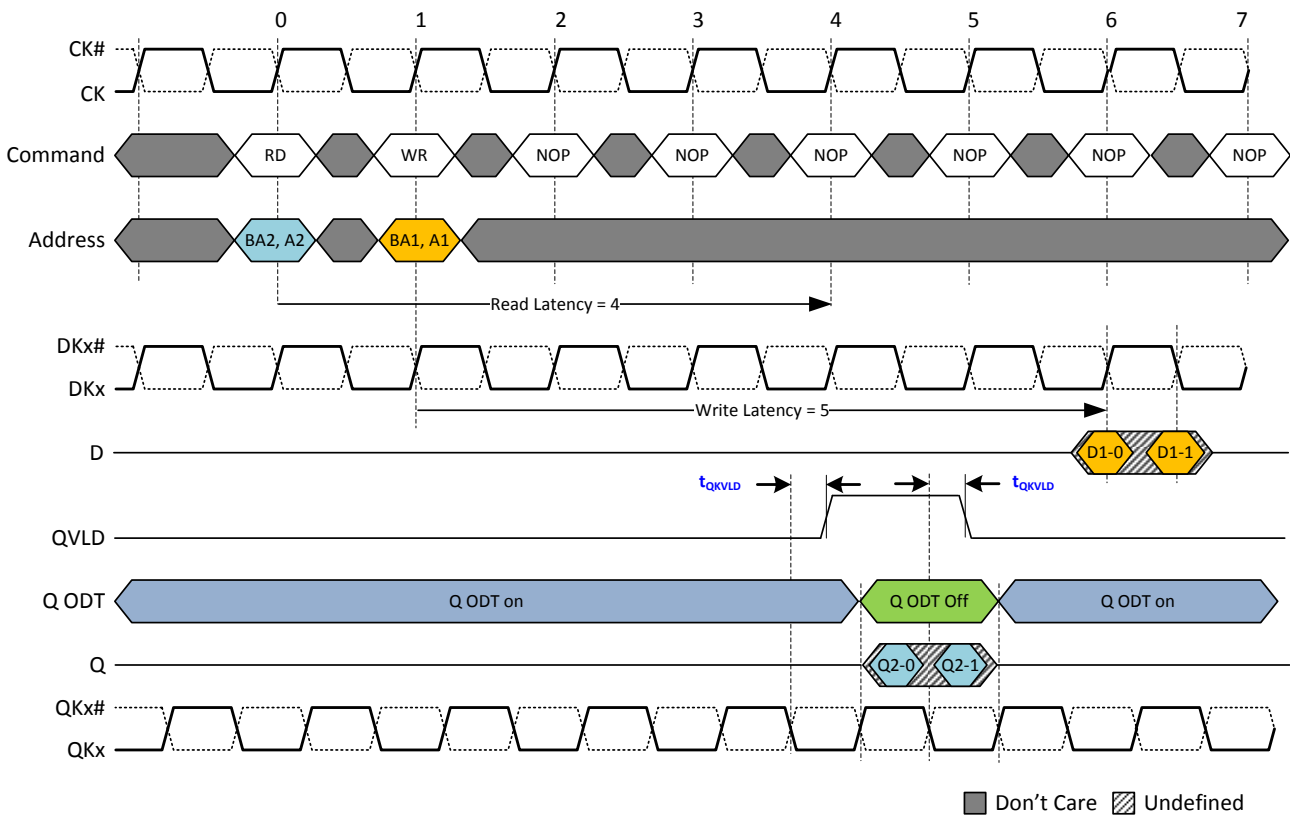 0 1 2 3 4 5 6 7
CK#
CK
Command RD WR NOP NOP NOP NOP NOP NOP
Address BA2, A2 BA1, A1
Read Latency = 4
DKx#
DKx
Write Latency = 5
D D1-0 D1-1
tQKVLD tQKVLD
QVLD
Q ODT Q ODT on Q ODT Off Q ODT on
Q Q2-0 Q2-1
QKx#
QKx
Don't Care Undefined